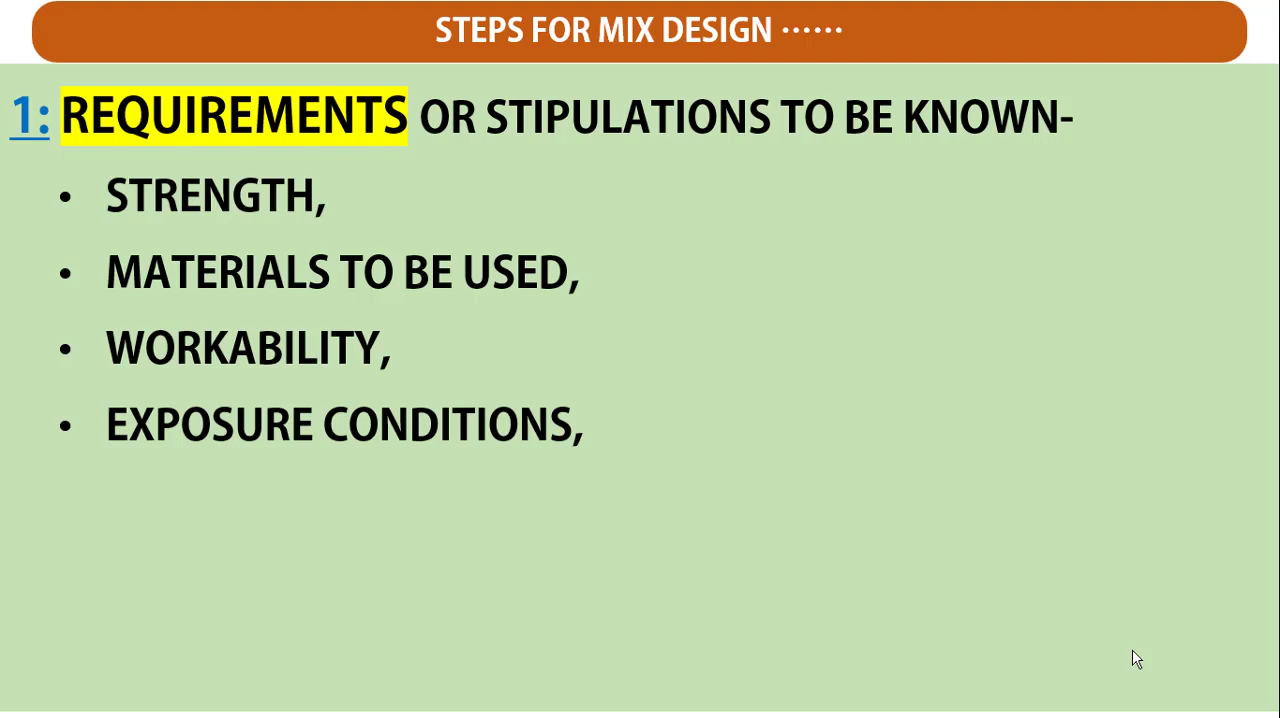 STEPS FOR MIX DESIGN ······
1: REQUIREMENTS OR STIPULATIONS TO BE KNOWN-
• STRENGTH,
• MATERIALS TO BE USED,
• WORKABILITY,
• EXPOSURE CONDITIONS,